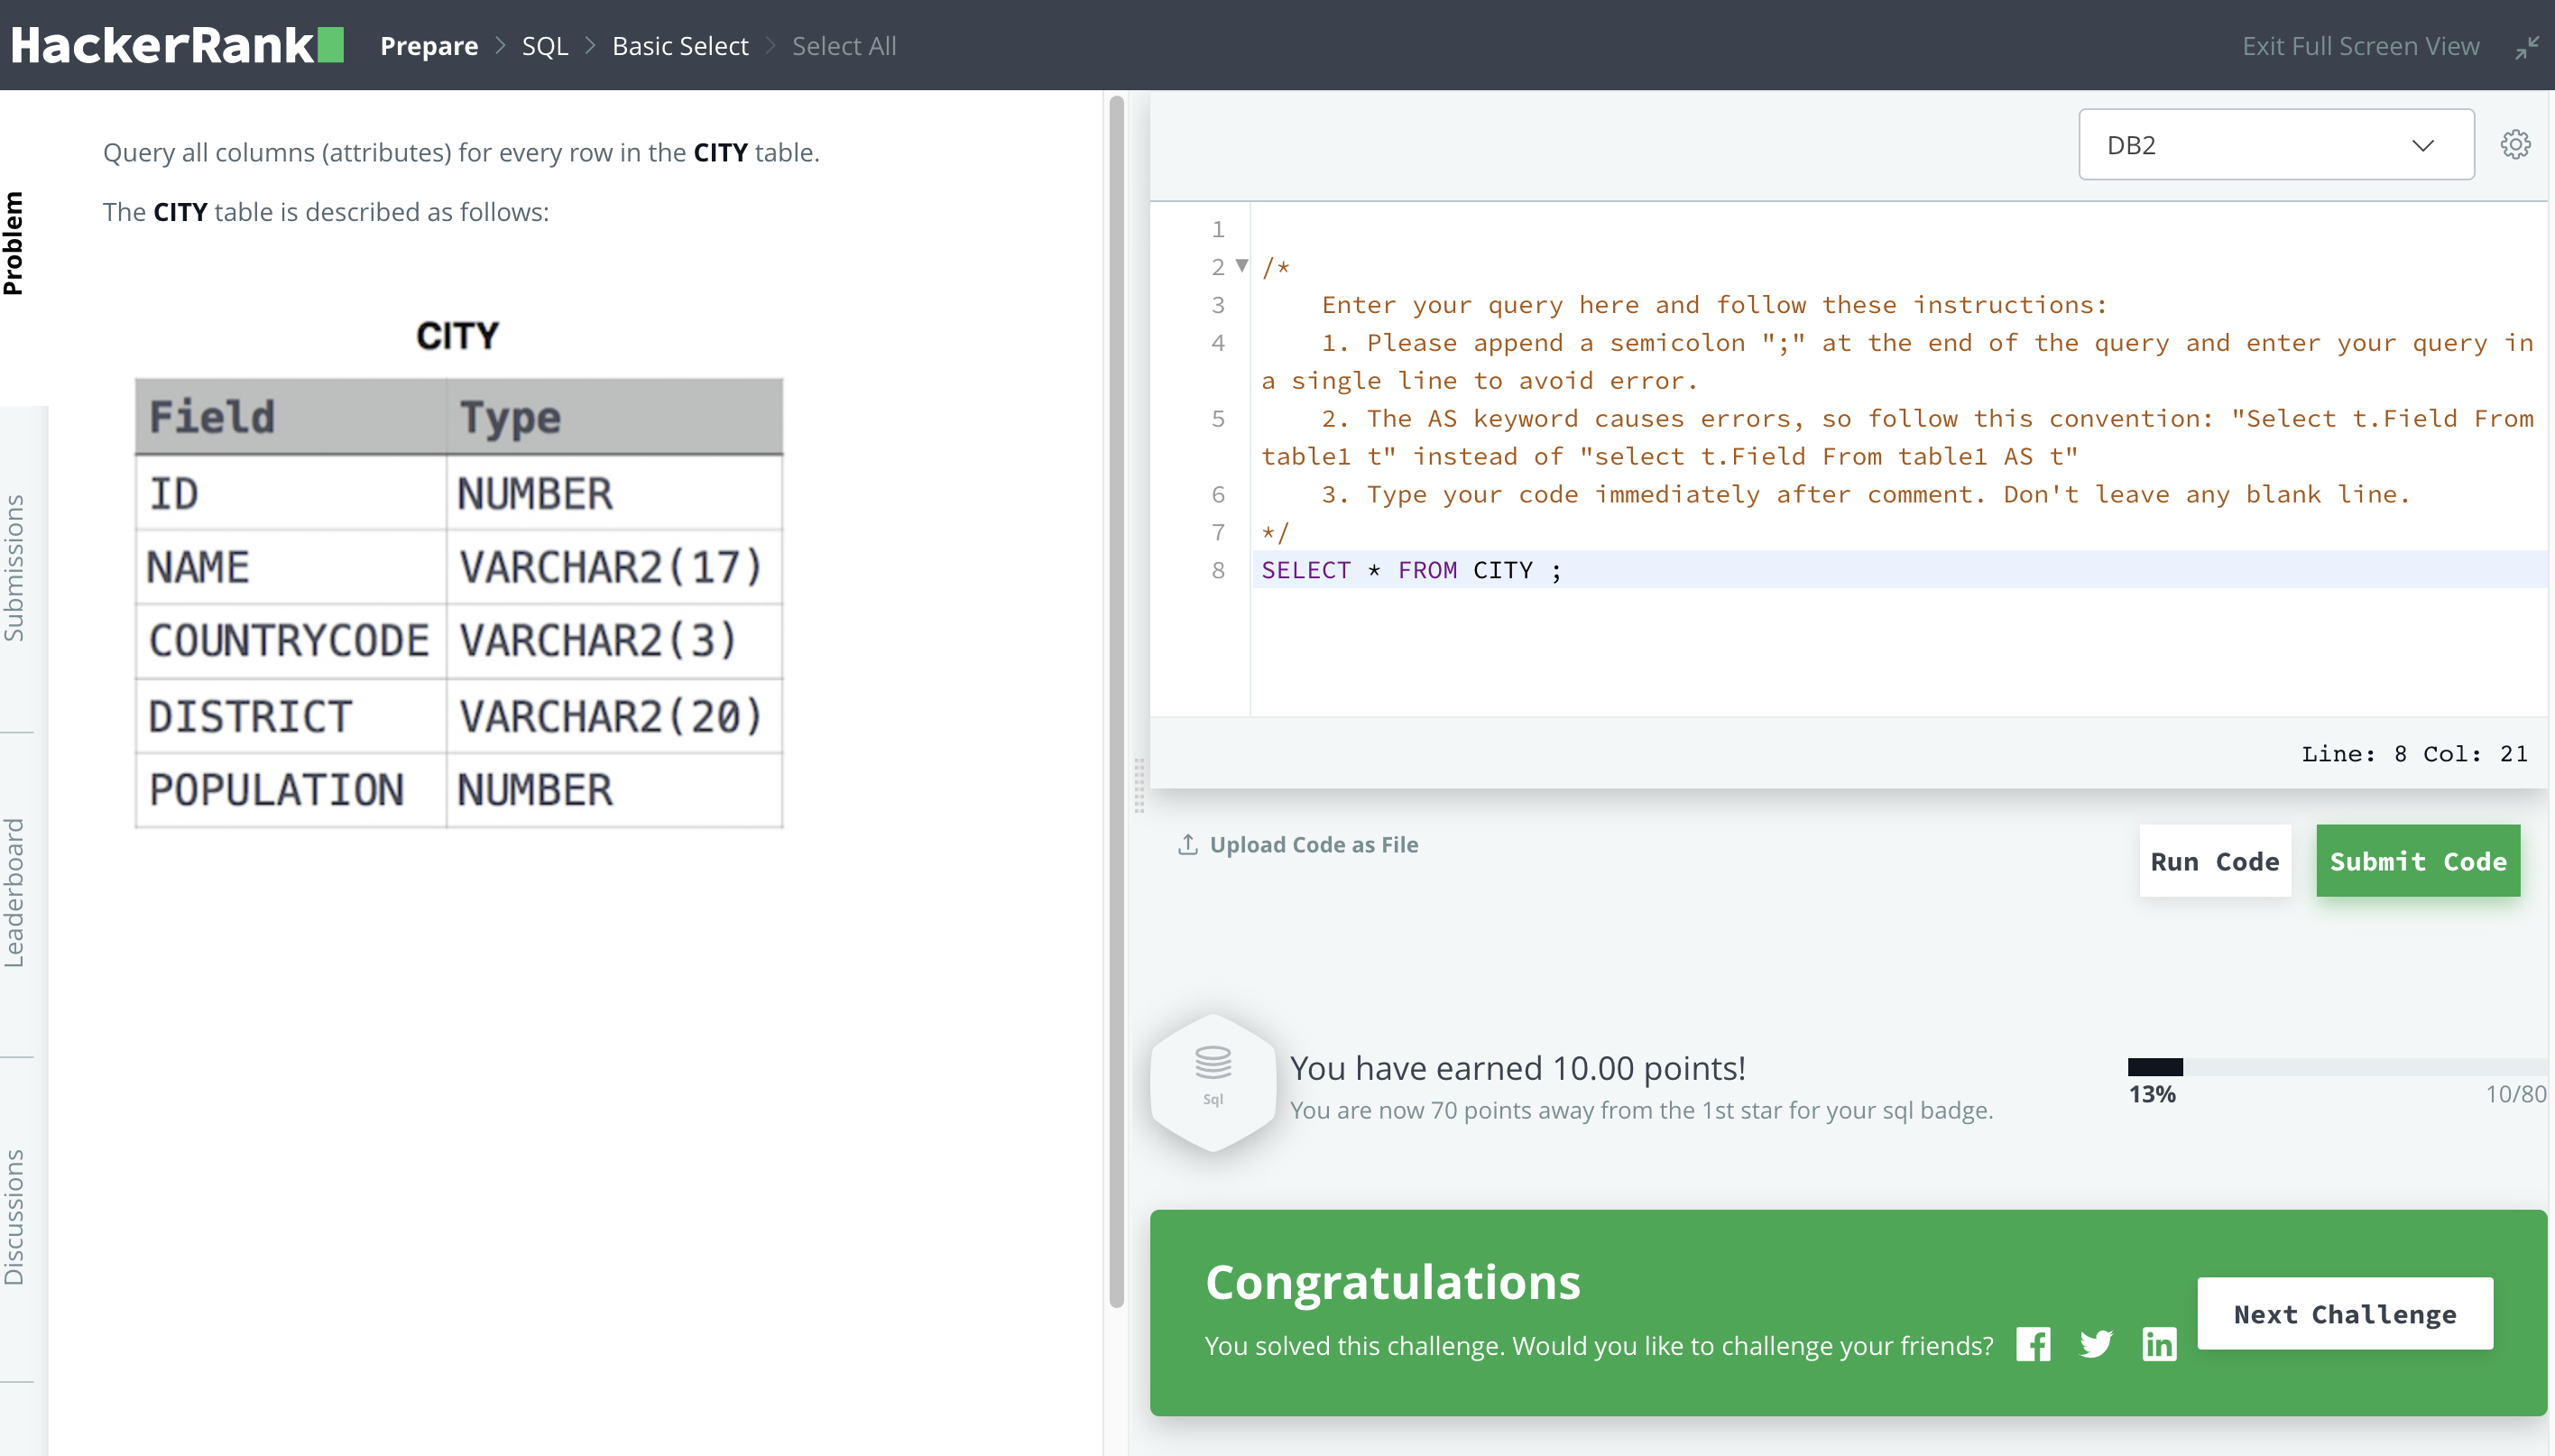 HackerRank
Prepare > SQL > Basic Select > Select All
Exit Full Screen View
Problem
Submissions
Leaderboard
Discussions
Query all columns (attributes) for every row in the CITY table.
The CITY table is described as follows:
CITY
Field Type
ID NUMBER
NAME VARCHAR2(17)
COUNTRYCODE VARCHAR2(3)
DISTRICT VARCHAR2(20)
POPULATION NUMBER
DB2
1
2 /*
3 Enter your query here and follow these instructions:
4 1. Please append a semicolon ";" at the end of the query and enter your query in
a single line to avoid error.
5 2. The AS keyword causes errors, so follow this convention: "Select t.Field From
table1 t" instead of "select t.Field From table1 AS t"
6 3. Type your code immediately after comment. Don't leave any blank line.
7 */
8 SELECT * FROM CITY ;
Line: 8 Col: 21
Upload Code as File
Run Code
Submit Code
Sql
You have earned 10.00 points!
You are now 70 points away from the 1st star for your sql badge.
13%
10/80
Congratulations
You solved this challenge. Would you like to challenge your friends?
Next Challenge